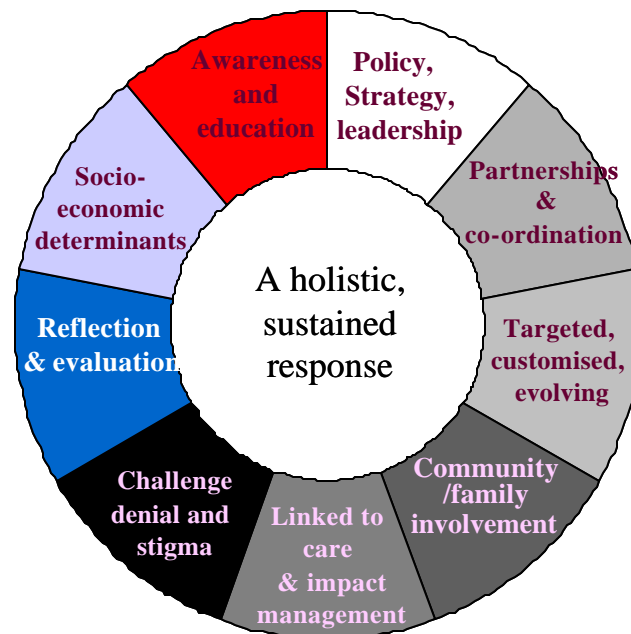 Awareness
and
education
Policy,
Strategy,
leadership
Partnerships
&
co-ordination
Targeted,
customised,
evolving
Community
/family
involvement
Linked to
care
& impact
management
Challenge
denial and
stigma
Reflection
& evaluation
Socio-
economic
determinants
A holistic,
sustained
response